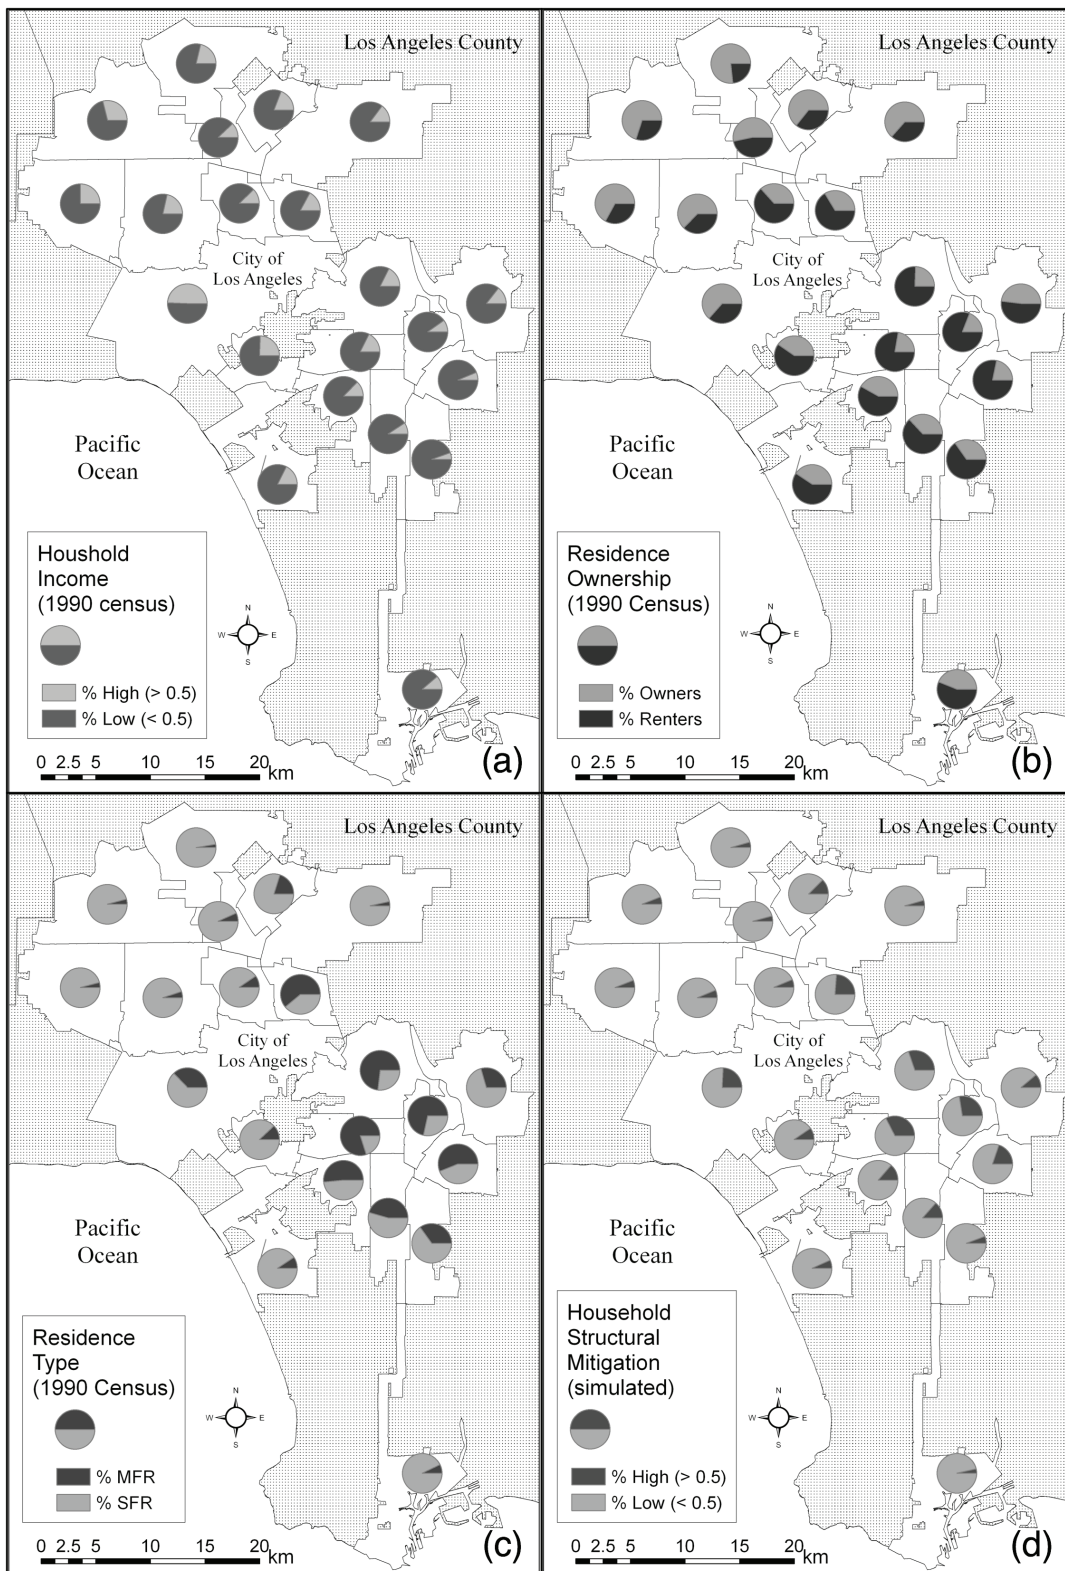 Los Angeles County
City of
Los Angeles
Pacific
Ocean
Houshold
Income
(1990 census)
% High (> 0.5)
% Low (< 0.5)
N
W E
S
0 2.5 5 10 15 20
km
(a)
Los Angeles County
City of
Los Angeles
Pacific
Ocean
Residence
Ownership
(1990 Census)
% Owners
% Renters
N
W E
S
0 2.5 5 10 15 20
km
(b)
Los Angeles County
City of
Los Angeles
Pacific
Ocean
Residence
Type
(1990 Census)
% MFR
% SFR
N
W E
S
0 2.5 5 10 15 20
km
(c)
Los Angeles County
City of
Los Angeles
Pacific
Ocean
Household
Structural
Mitigation
(simulated)
% High (> 0.5)
% Low (< 0.5)
N
W E
S
0 2.5 5 10 15 20
km
(d)